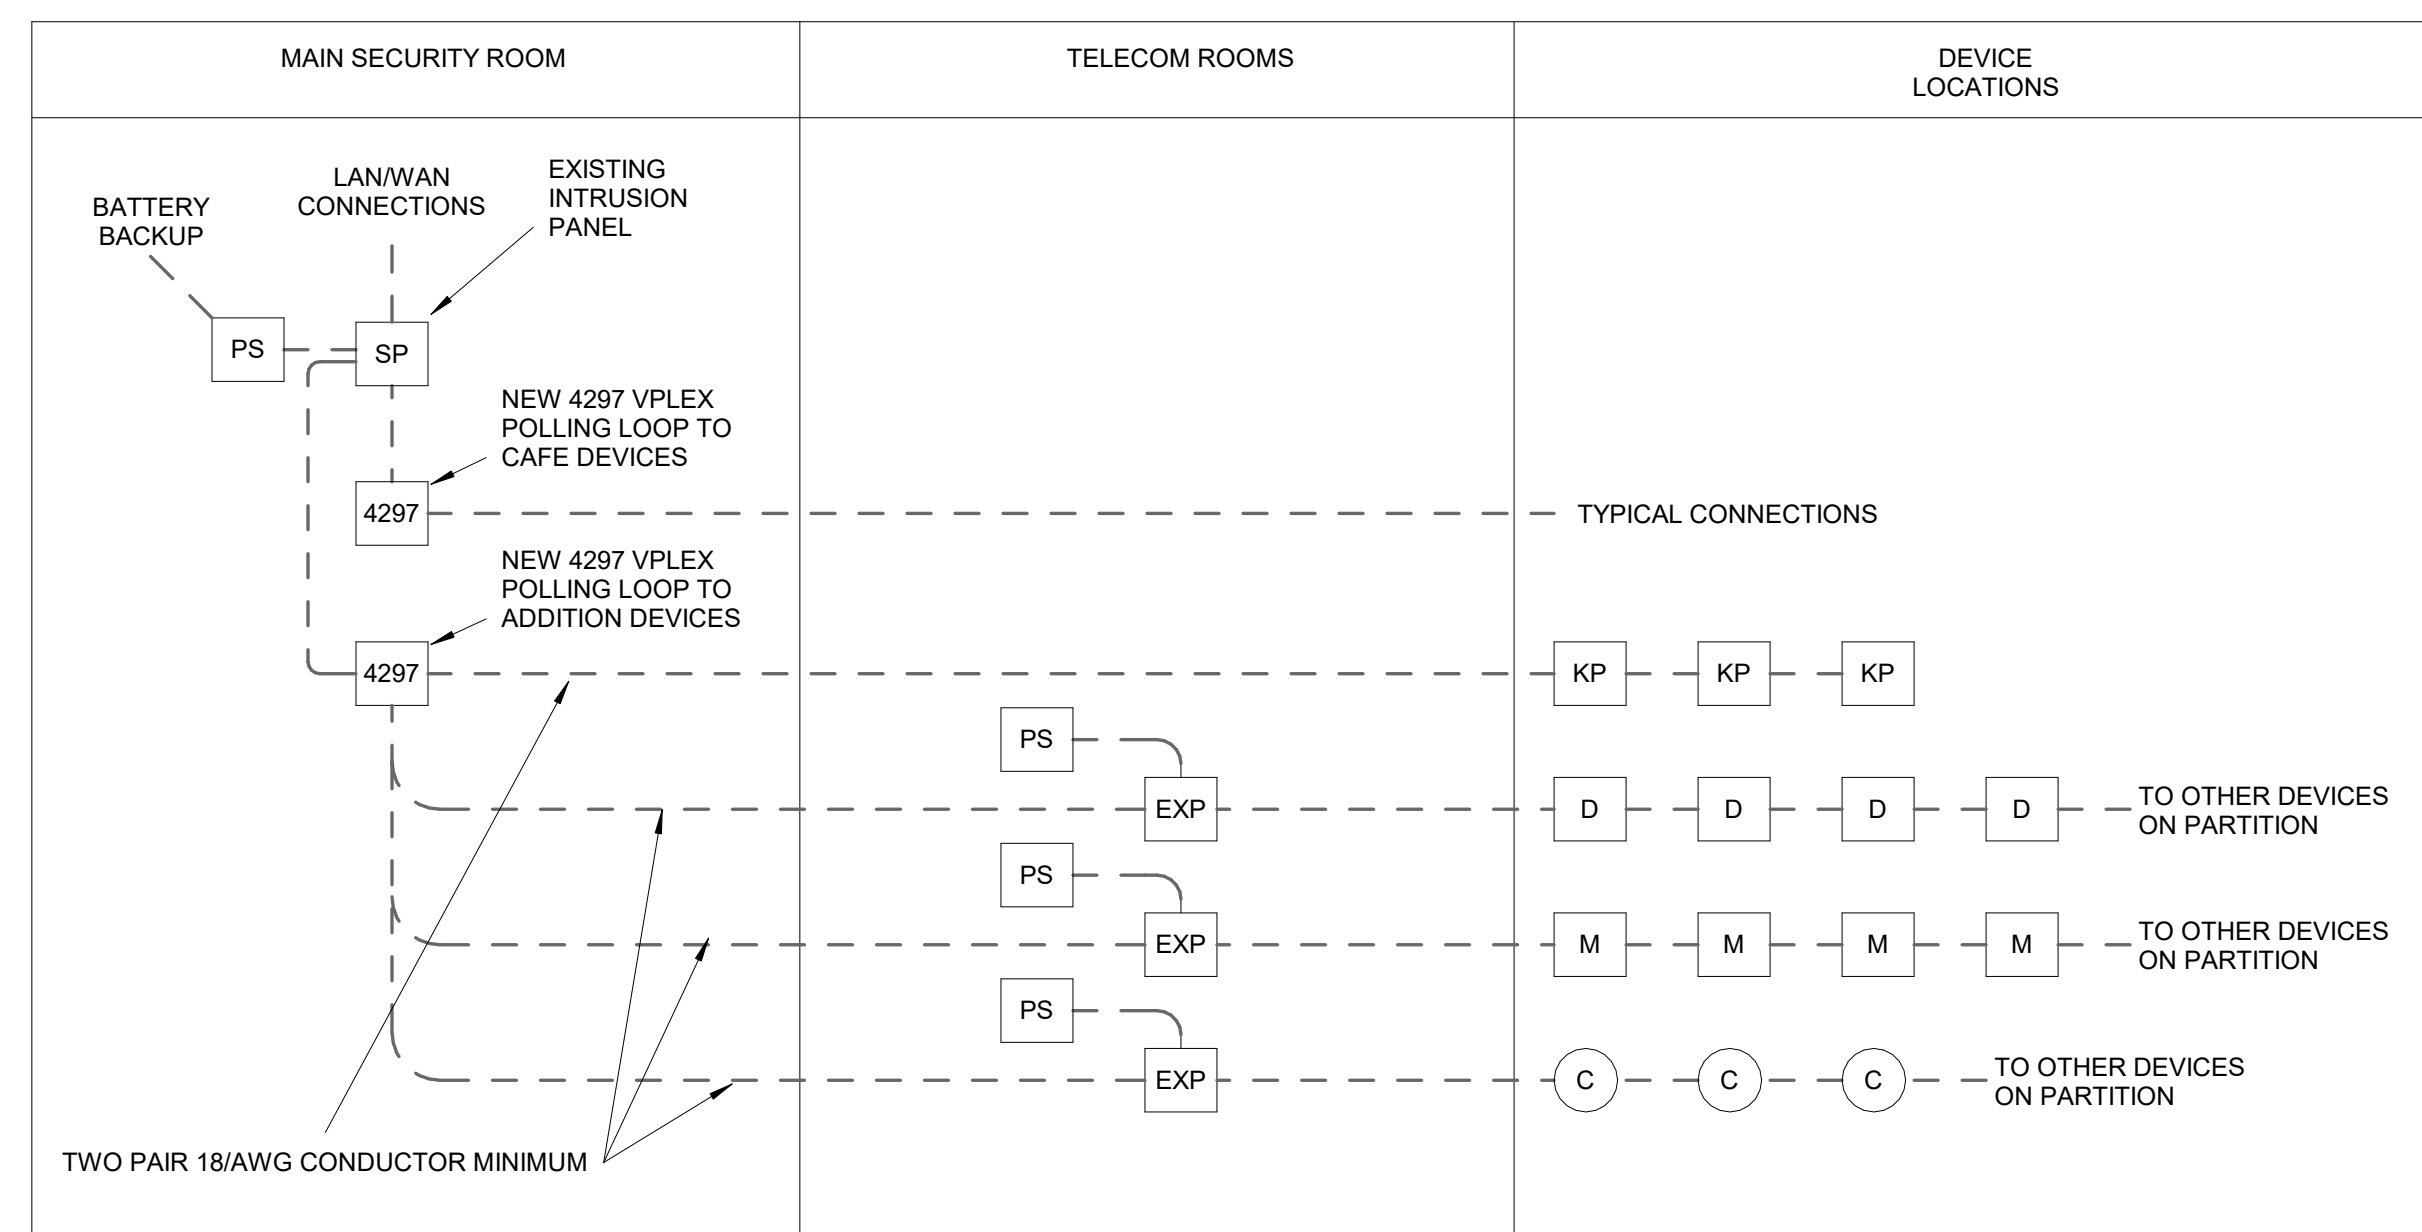 MAIN SECURITY ROOM
TELECOM ROOMS
DEVICE
LOCATIONS
BATTERY
BACKUP
LAN/WAN
CONNECTIONS
EXISTING
INTRUSION
PANEL
PS
SP
NEW 4297 VPLEX
POLLING LOOP TO
CAFE DEVICES
4297
TYPICAL CONNECTIONS
NEW 4297 VPLEX
POLLING LOOP TO
ADDITION DEVICES
4297
KP
KP
KP
PS
EXP
D
D
D
D
TO OTHER DEVICES
ON PARTITION
PS
EXP
M
M
M
M
TO OTHER DEVICES
ON PARTITION
PS
EXP
C
C
C
TO OTHER DEVICES
ON PARTITION
TWO PAIR 18/AWG CONDUCTOR MINIMUM